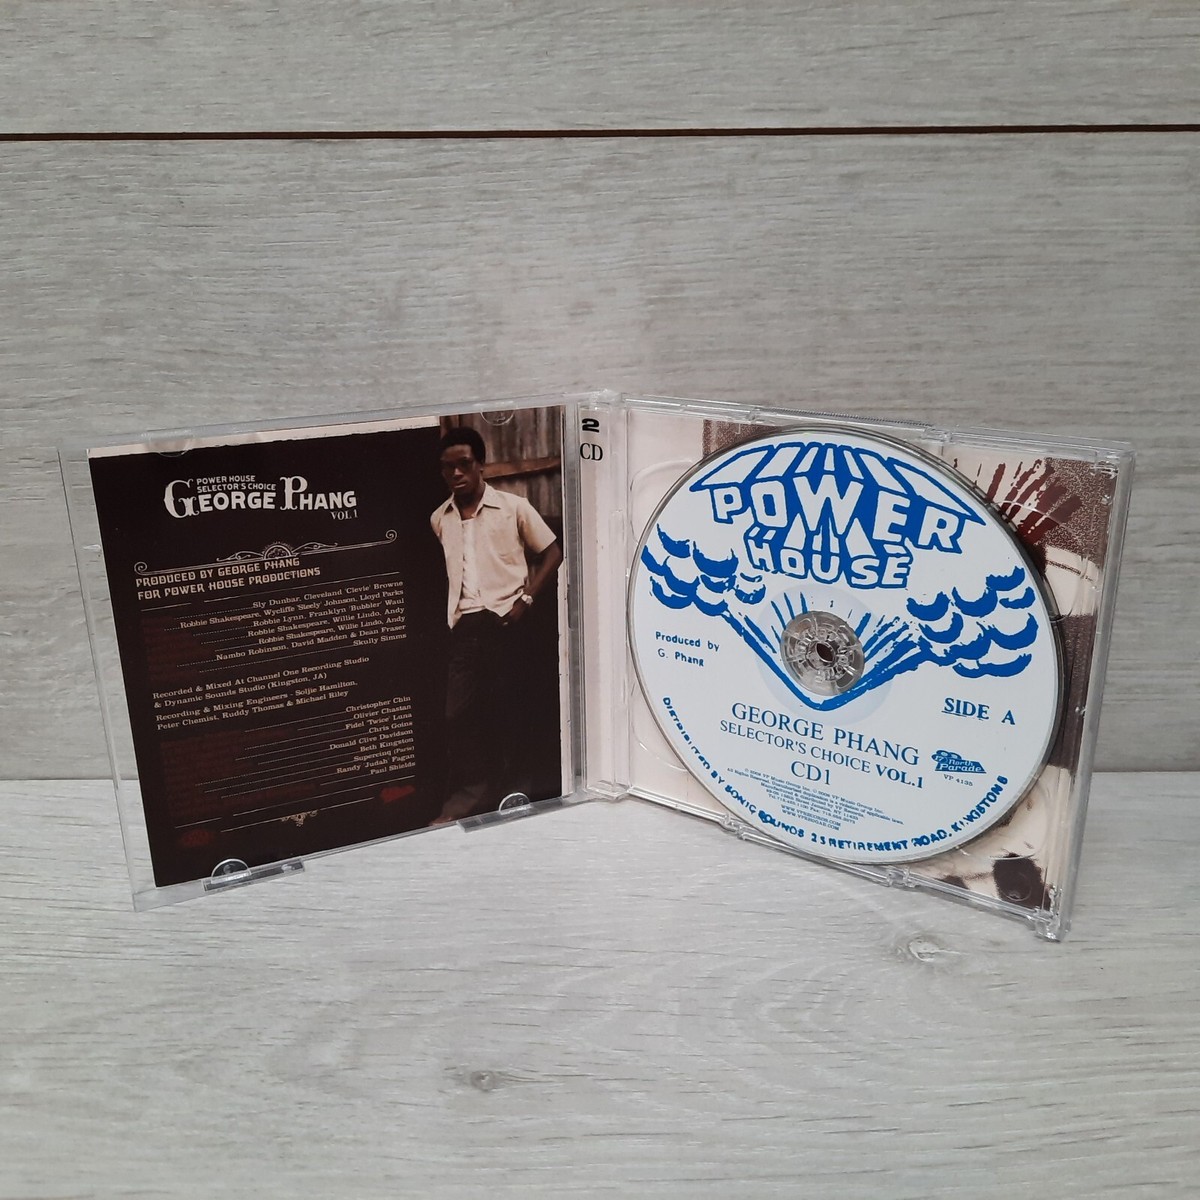 POWER HOUSE
SELECTOR'S CHOICE
GEORGE PHANG
VOL 1
PRODUCED BY GEORGE PHANG
FOR POWER HOUSE PRODUCTIONS
Sly Dunbar, Cleveland 'Clevie' Browne
Robbie Shakespeare, Wycliffe 'Steely' Johnson, Lloyd Parks
Robbie Lynn, Franklyn 'Bubbler' Waul
Robbie Shakespeare, Willie Lindo, Andy
Robbie Shakespeare, Willie Lindo, Andy
Nambo Robinson, David Madden & Dean Fraser
Skully Simms
Recorded & Mixed At Channel One Recording Studio
& Dynamic Sounds Studio (Kingston, JA)
Recording & Mixing Engineers - Soljie Hamilton,
Peter Chemist, Ruddy Thomas & Michael Riley
Christopher Chin
Olivier Chastan
Fidel 'Twice' Luna
Chris Goins
Donald Clive Davidson
Beth Kingston
Supercinq (Paris)
Randy 'Judah' Fagan
Paul Shields
2
CD
POWER
HOUSE
1
Produced by
G. Phang
SIDE A
GEORGE PHANG
SELECTOR'S CHOICE VOL.1
CD1
North
Parade
VP 4135
WWW.VPRECORDS.COM
DISTRIBUTED BY SONIC SOUNDS 25 RETIREMENT ROAD, KINGSTON 5